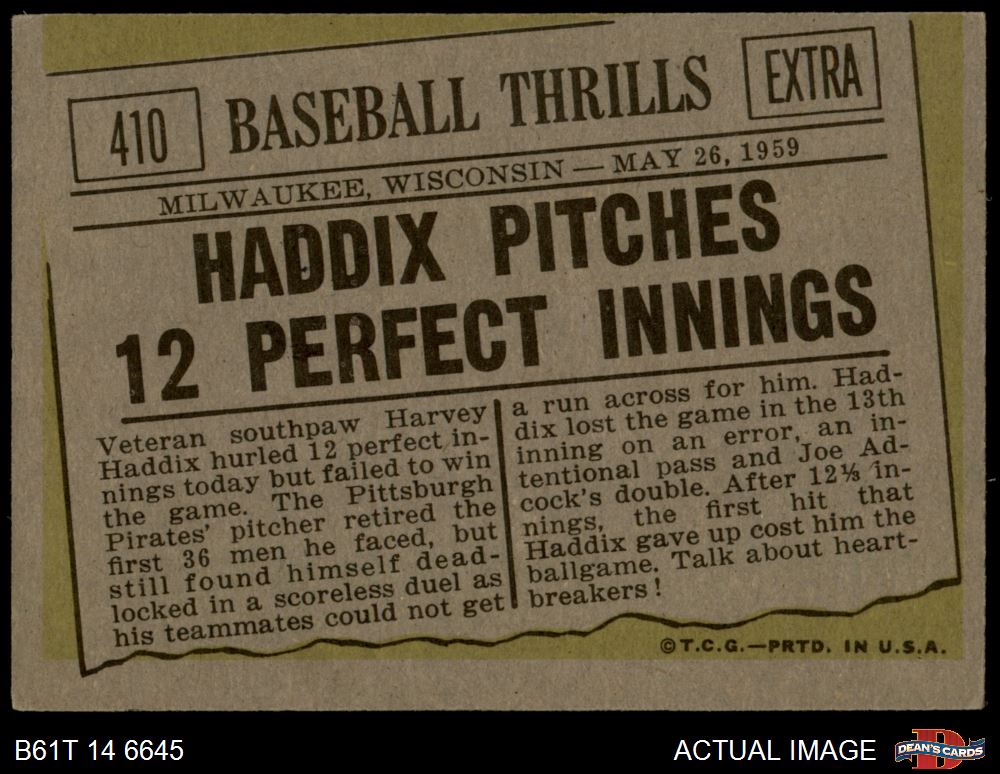 410
BASEBALL THRILLS
EXTRA
MILWAUKEE, WISCONSIN — MAY 26, 1959
HADDIX PITCHES
12 PERFECT INNINGS
Veteran southpaw Harvey
Haddix hurled 12 perfect in-
nings today but failed to win
the game. The Pittsburgh
Pirates' pitcher retired the
first 36 men he faced, but
still found himself dead-
locked in a scoreless duel as
his teammates could not get
a run across for him. Had-
dix lost the game in the 13th
inning on an error, an in-
tentional pass and Joe Ad-
cock's double. After 12⅓ in-
nings, the first hit that
Haddix gave up cost him the
ballgame. Talk about heart-
breakers!
©T.C.G.—PRTD. IN U.S.A.
B61T 14 6645
ACTUAL IMAGE
DEAN'S CARDS